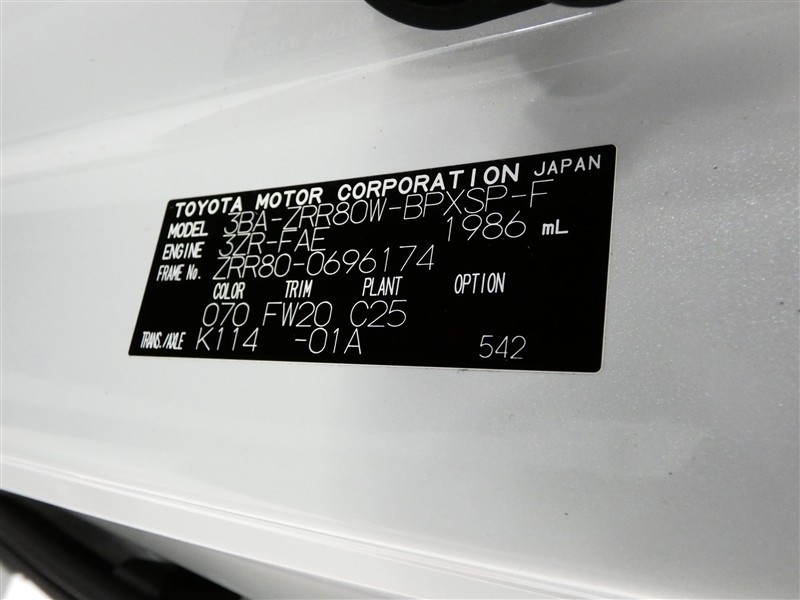 TOYOTA MOTOR CORPORATION JAPAN
MODEL 3BA-ZRR80W-BPXSP-F
ENGINE 3ZR-FAE 1986 mL
FRAME No. ZRR80-0696174
COLOR TRIM PLANT OPTION
070 FW20 C25
TRANS./AXLE K114 -01A 542